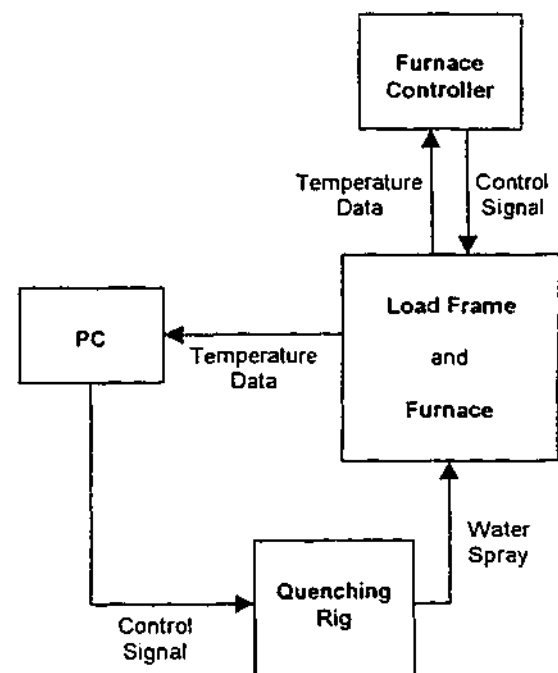 Furnace
Controller
Temperature
Data
Control
Signal
Load Frame
and
Furnace
PC
Temperature
Data
Water
Spray
Quenching
Rig
Control
Signal